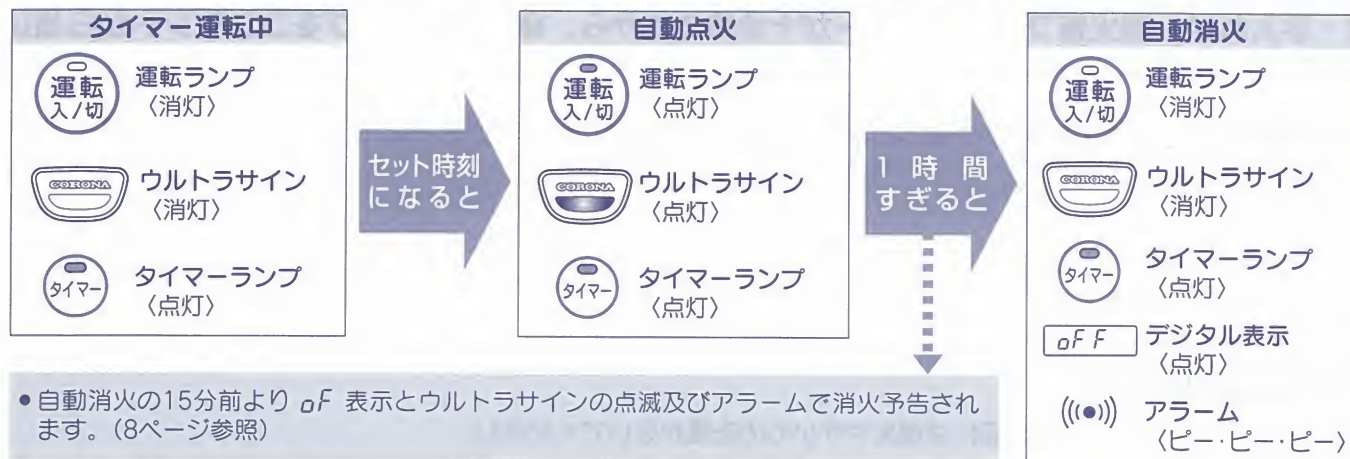 タイマー運転中
運転
入/切
運転ランプ
〈消灯〉
CORONA
ウルトラサイン
〈消灯〉
タイマー
タイマーランプ
〈点灯〉
セット時刻
になると
自動点火
運転
入/切
運転ランプ
〈点灯〉
CORONA
ウルトラサイン
〈点灯〉
タイマー
タイマーランプ
〈点灯〉
1時間
すぎると
自動消火
運転
入/切
運転ランプ
〈消灯〉
CORONA
ウルトラサイン
〈消灯〉
タイマー
タイマーランプ
〈点灯〉
oFF
デジタル表示
〈点灯〉
アラーム
〈ピー・ピー・ピー〉
●自動消火の15分前より oF 表示とウルトラサインの点滅及びアラームで消火予告され
ます。(8ページ参照)